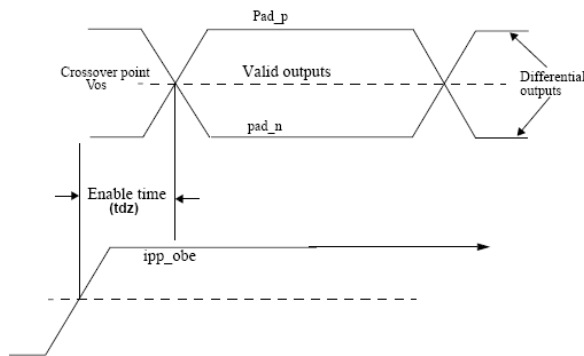 Pad_p
Crossover point
Vos
Valid outputs
Differential
outputs
pad_n
Enable time
(tdz)
ipp_obe